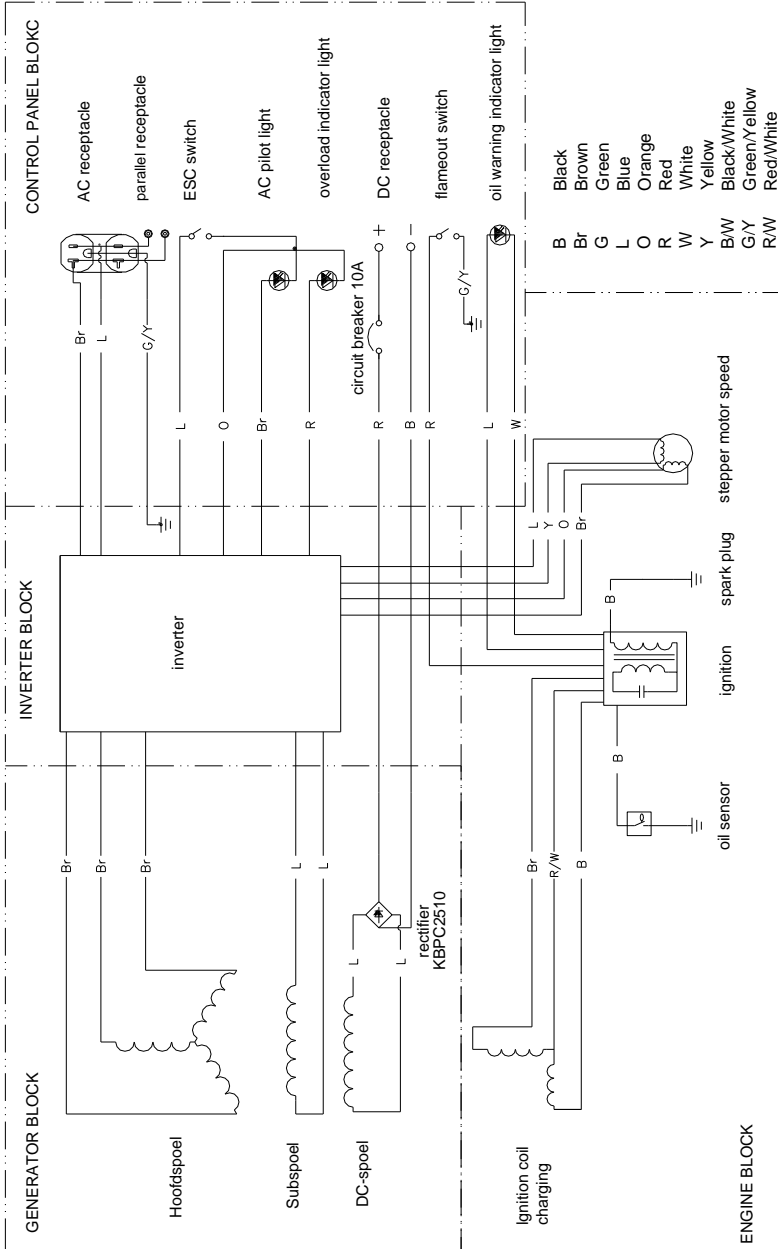 GENERATOR BLOCK
INVERTER BLOCK
CONTROL PANEL BLOKC
Hoofdspoel
Subspoel
DC-spoel
Br
Br
Br
L
L
L
L
rectifier
KBPC2510
inverter
Br
L
G/Y
L
O
Br
R
R
B
R
L
W
AC receptacle
parallel receptacle
ESC switch
AC pilot light
overload indicator light
DC receptacle
flameout switch
oil warning indicator light
circuit breaker 10A
+
−
G/Y
Ignition coil
charging
Br
R/W
B
B
B
L
Y
O
Br
oil sensor
ignition
spark plug
stepper motor speed
ENGINE BLOCK
B Black
Br Brown
G Green
L Blue
O Orange
R Red
W White
Y Yellow
B/W Black/White
G/Y Green/Yellow
R/W Red/White